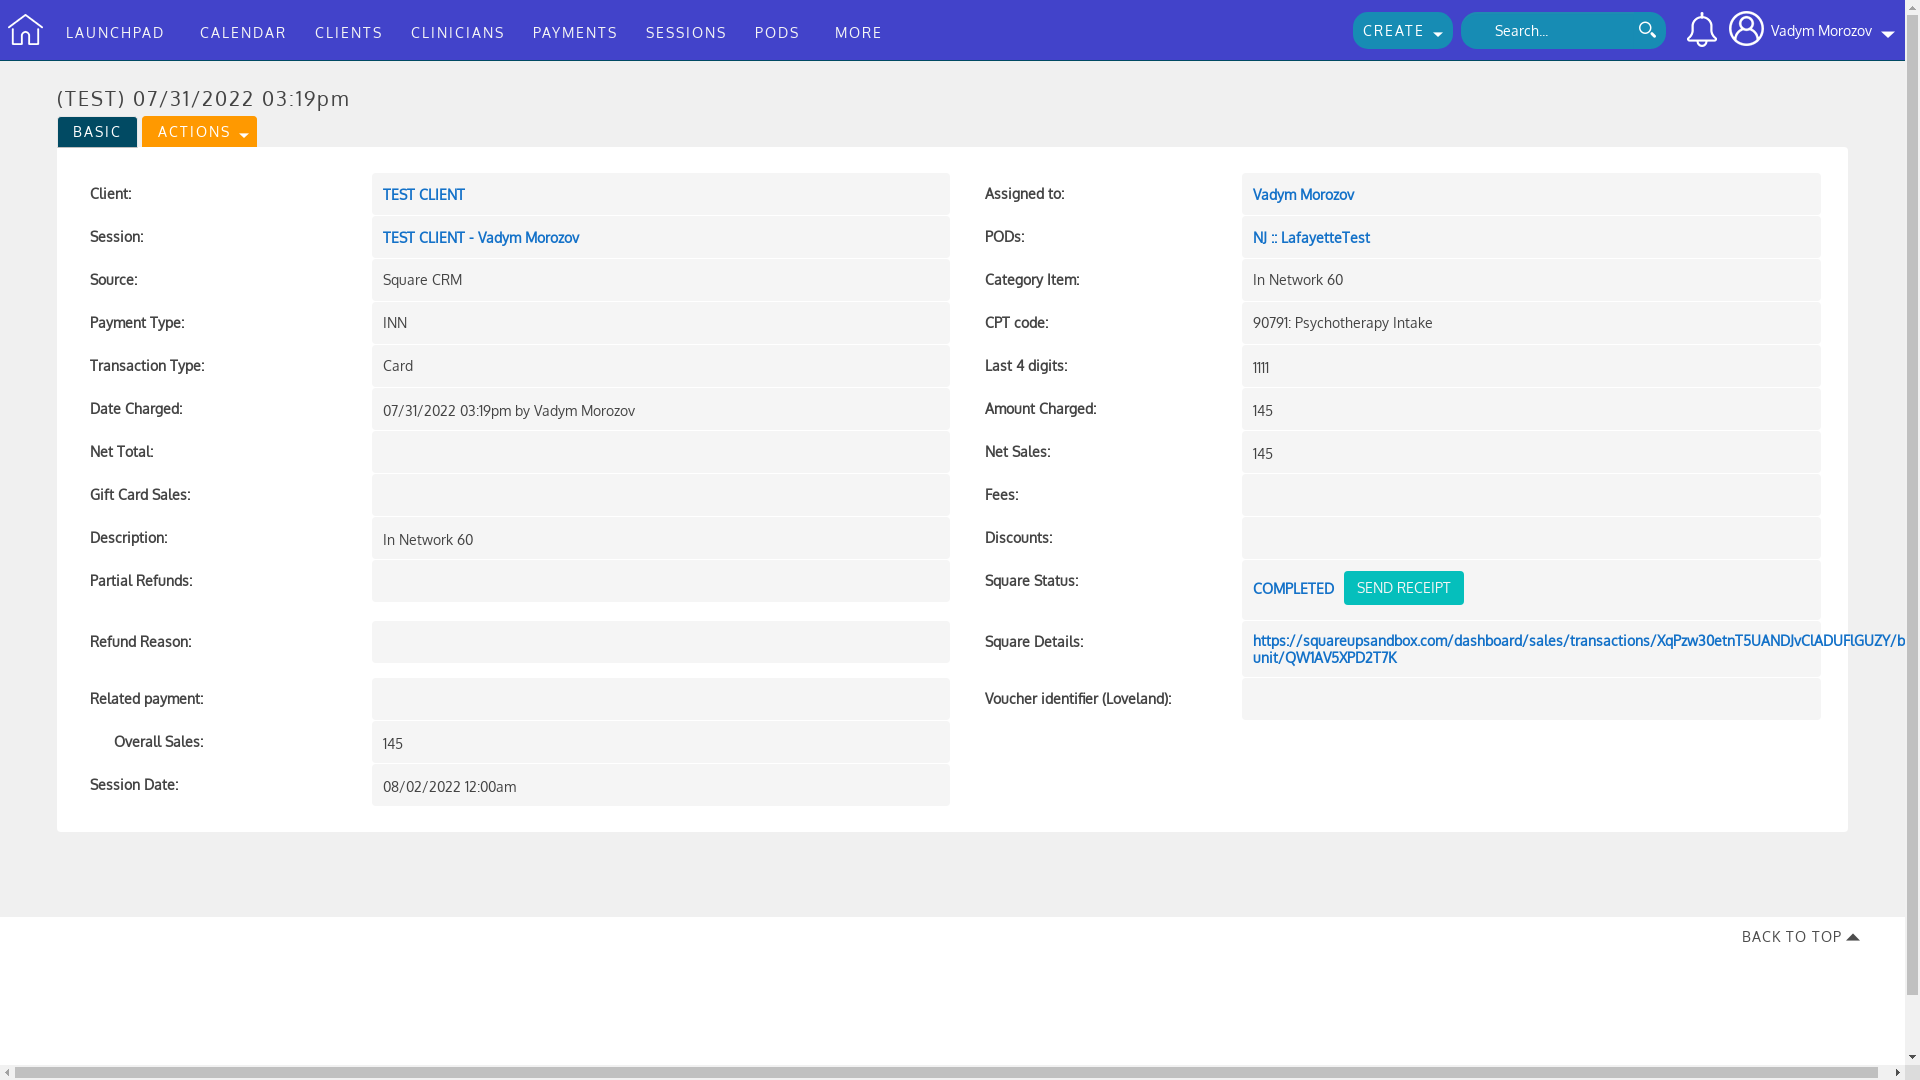 LAUNCHPAD CALENDAR CLIENTS CLINICIANS PAYMENTS SESSIONS PODS MORE CREATE Search... Vadym Morozov
(TEST) 07/31/2022 03:19pm
BASIC ACTIONS
Client: TEST CLIENT Assigned to: Vadym Morozov
Session: TEST CLIENT - Vadym Morozov PODs: NJ :: LafayetteTest
Source: Square CRM Category Item: In Network 60
Payment Type: INN CPT code: 90791: Psychotherapy Intake
Transaction Type: Card Last 4 digits: 1111
Date Charged: 07/31/2022 03:19pm by Vadym Morozov Amount Charged: 145
Net Total: Net Sales: 145
Gift Card Sales: Fees:
Description: In Network 60 Discounts:
Partial Refunds: Square Status: COMPLETED SEND RECEIPT
Refund Reason: Square Details: https://squareupsandbox.com/dashboard/sales/transactions/XqPzw30etnT5UANDJvClADUFlGUZY/b
unit/QW1AV5XPD2T7K
Related payment: Voucher identifier (Loveland):
Overall Sales: 145
Session Date: 08/02/2022 12:00am
BACK TO TOP